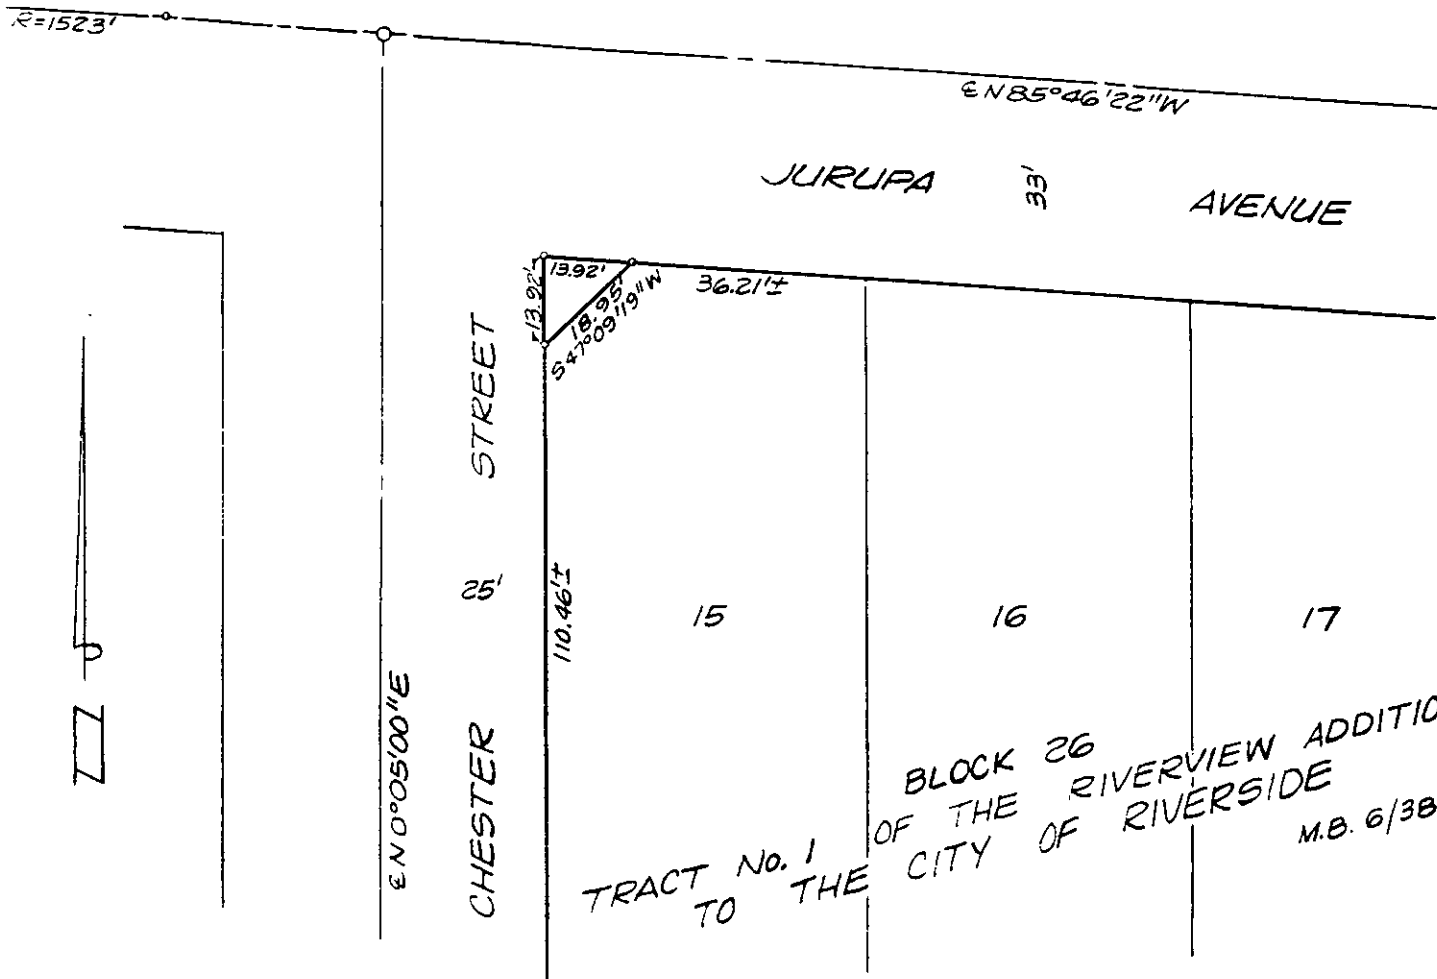 R=1523'
℄ N85°46'22"W
JURUPA 33' AVENUE
13.92'
13.92'
18.95'
S47°09'19"W
36.21'±
STREET
25'
110.46'±
15
16
17
N
℄ N0°05'00"E
CHESTER
BLOCK 26
TRACT No. 1 OF THE RIVERVIEW ADDITIO
TO THE CITY OF RIVERSIDE
M.B. 6/38